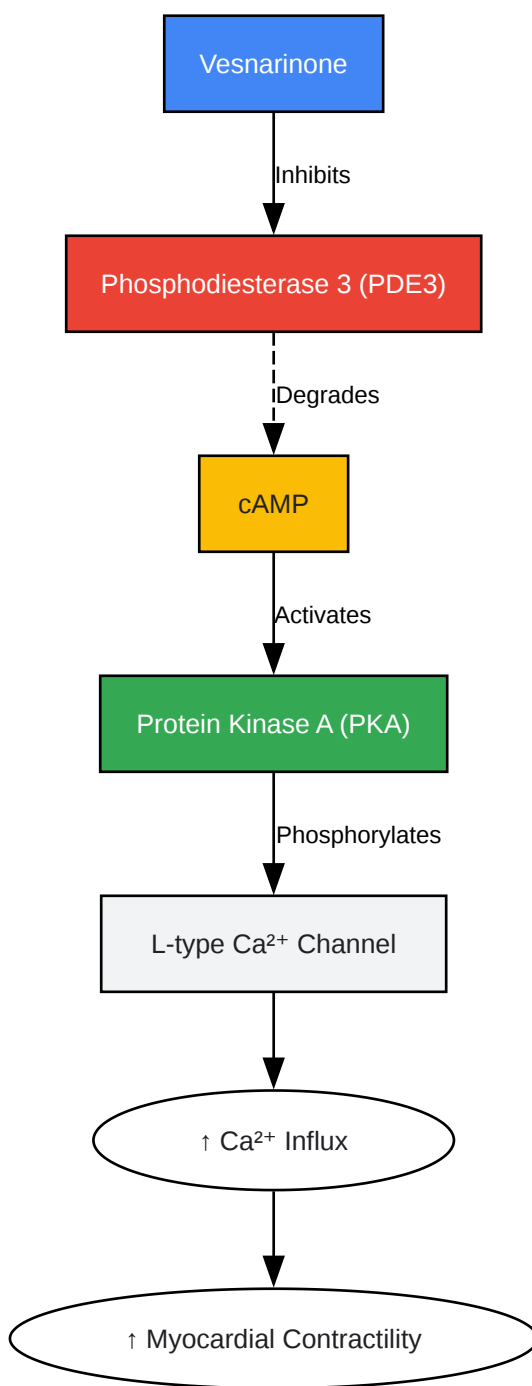 Vesnarinone
Inhibits
Phosphodiesterase 3 (PDE3)
Degrades
cAMP
Activates
Protein Kinase A (PKA)
Phosphorylates
L-type Ca²⁺ Channel
↑ Ca²⁺ Influx
↑ Myocardial Contractility